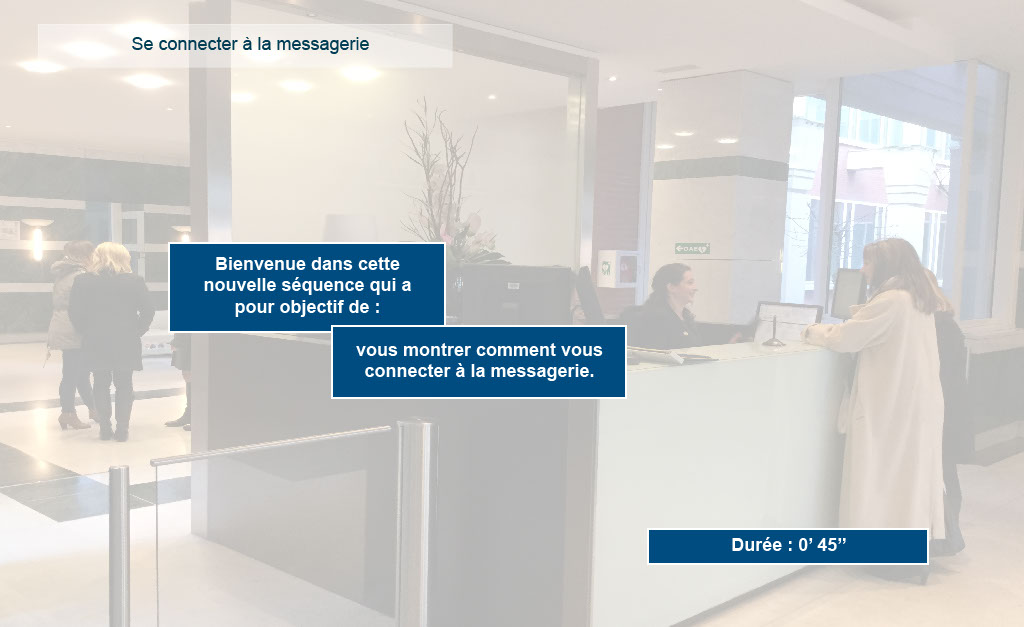 Se connecter à la messagerie
Bienvenue dans cette
nouvelle séquence qui a
pour objectif de :
vous montrer comment vous
connecter à la messagerie.
Durée : 0’ 45’’